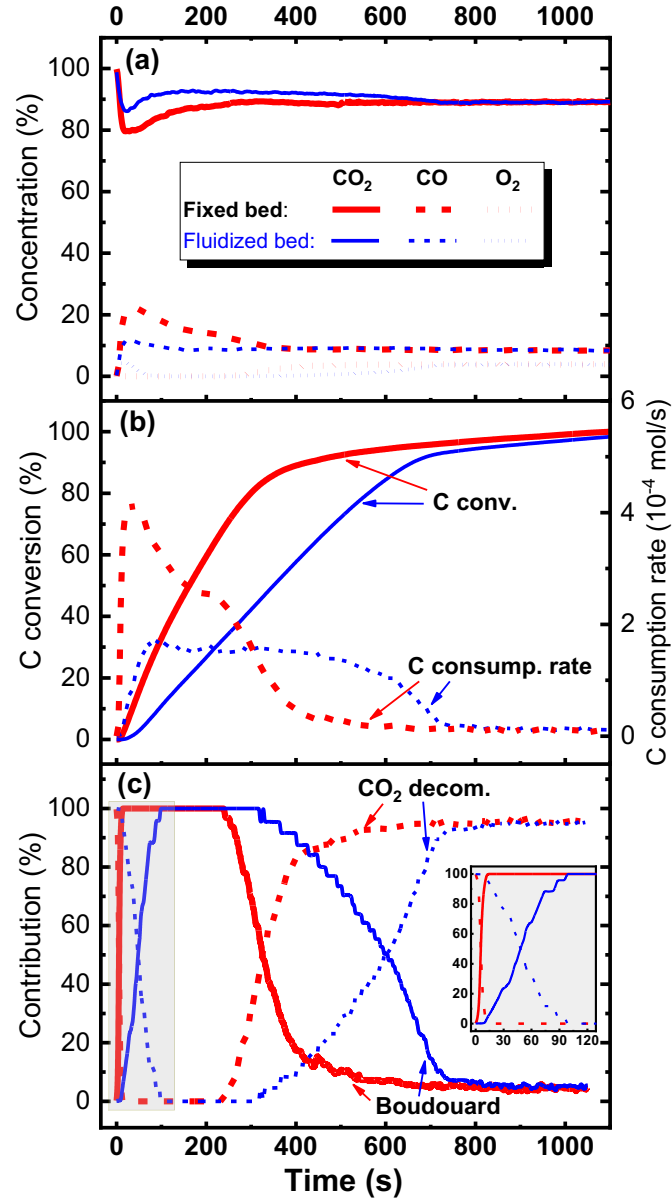 0 200 400 600 800 1000
(a)
100
80
60
40
20
0
Concentration (%)
CO₂ CO O₂
Fixed bed:
Fluidized bed:
(b)
100
80
60
40
20
0
C conversion (%)
6
4
2
0
C consumption rate (10⁻⁴ mol/s)
C conv.
C consump. rate
(c)
CO₂ decom.
100
80
60
40
20
0
Contribution (%)
100
80
60
40
20
0
0 30 60 90 120
Boudouard
0 200 400 600 800 1000
Time (s)